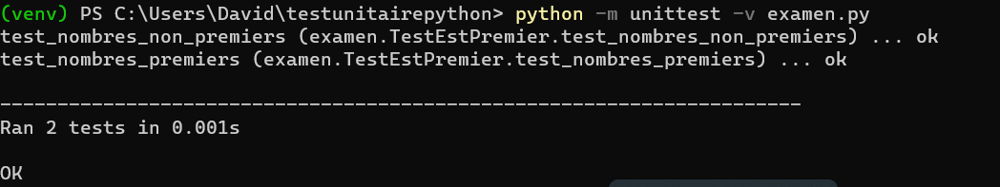 (venv) PS C:\Users\David\testunitairepython> python -m unittest -v examen.py
test_nombres_non_premiers (examen.TestEstPremier.test_nombres_non_premiers) ... ok
test_nombres_premiers (examen.TestEstPremier.test_nombres_premiers) ... ok

----------------------------------------------------------------------
Ran 2 tests in 0.001s

OK